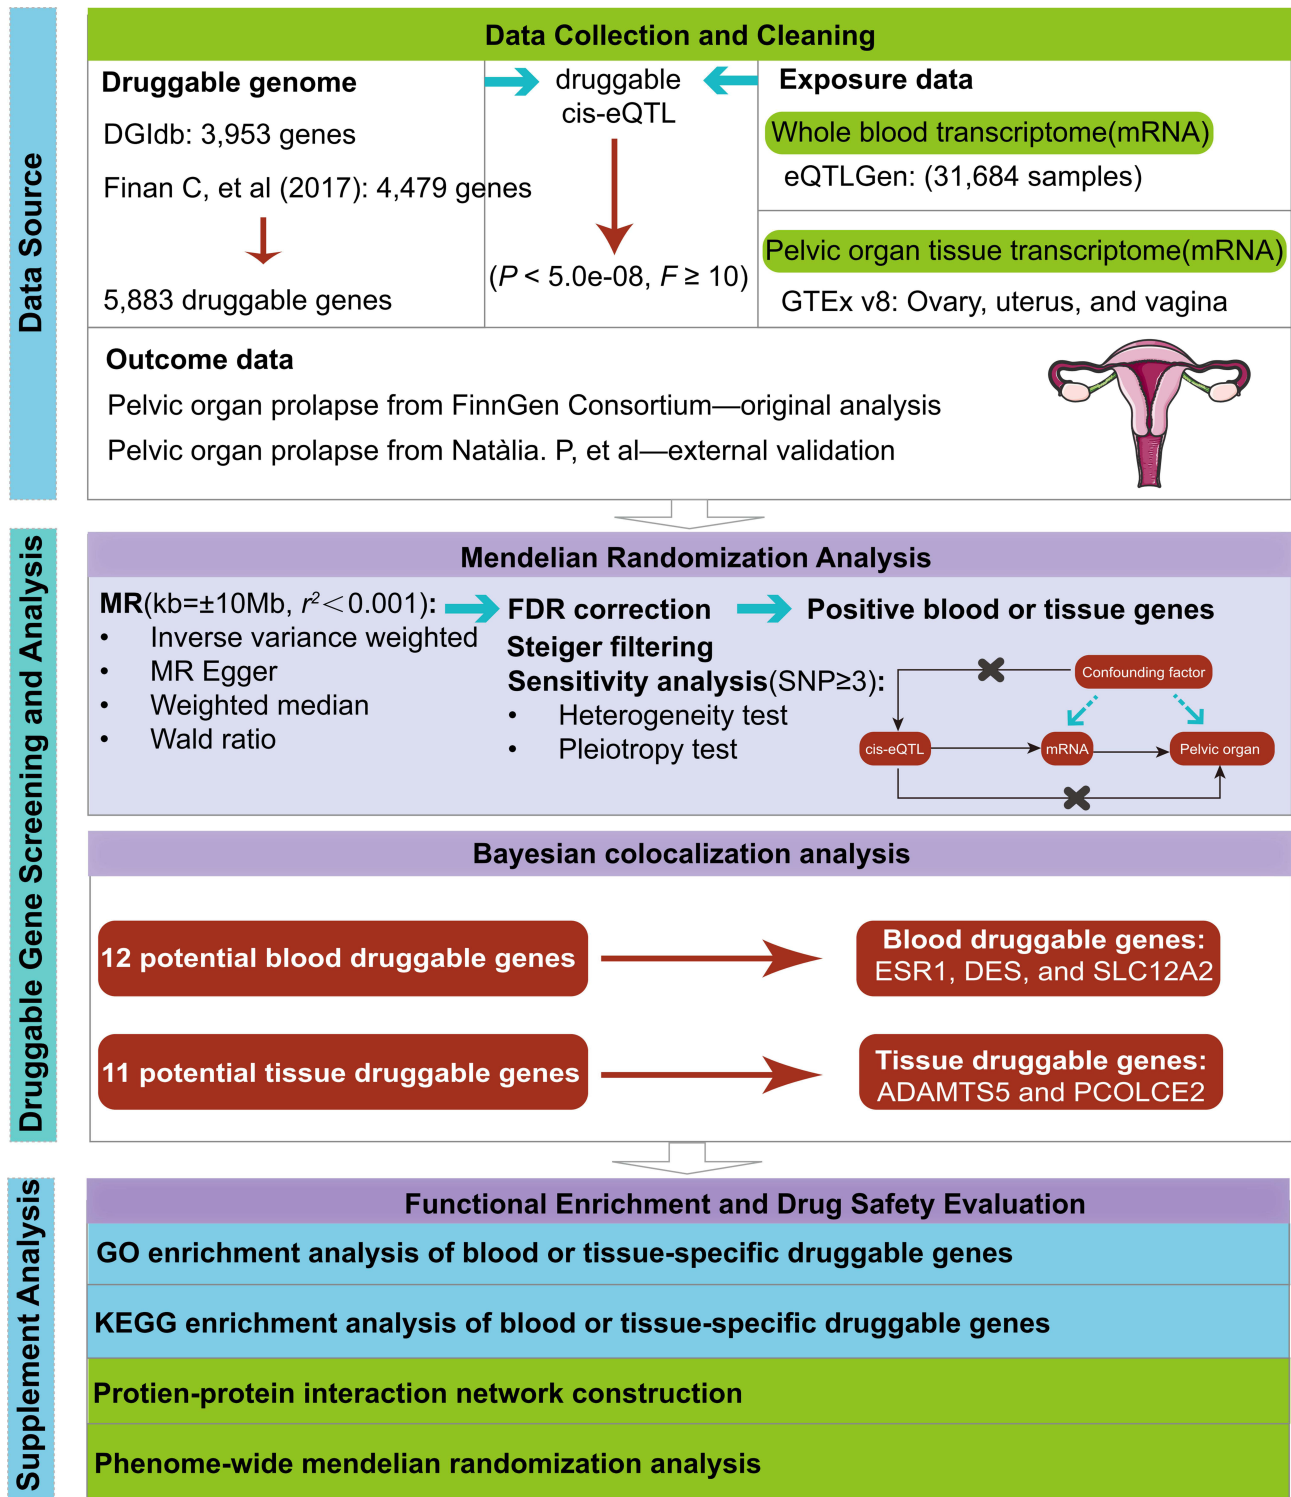 Data Source
Data Collection and Cleaning
Druggable genome
DGIdb: 3,953 genes
Finan C, et al (2017): 4,479 genes
5,883 druggable genes
druggable
cis-eQTL
(P < 5.0e-08, F ≥ 10)
Exposure data
Whole blood transcriptome(mRNA)
eQTLGen: (31,684 samples)
Pelvic organ tissue transcriptome(mRNA)
GTEx v8: Ovary, uterus, and vagina
Outcome data
Pelvic organ prolapse from FinnGen Consortium—original analysis
Pelvic organ prolapse from Natàlia. P, et al—external validation
Druggable Gene Screening and Analysis
Mendelian Randomization Analysis
MR(kb=±10Mb, r²<0.001):
• Inverse variance weighted
• MR Egger
• Weighted median
• Wald ratio
FDR correction
Steiger filtering
Sensitivity analysis(SNP≥3):
• Heterogeneity test
• Pleiotropy test
Positive blood or tissue genes
Confounding factor
cis-eQTL
mRNA
Pelvic organ
Bayesian colocalization analysis
12 potential blood druggable genes
Blood druggable genes:
ESR1, DES, and SLC12A2
11 potential tissue druggable genes
Tissue druggable genes:
ADAMTS5 and PCOLCE2
Supplement Analysis
Functional Enrichment and Drug Safety Evaluation
GO enrichment analysis of blood or tissue-specific druggable genes
KEGG enrichment analysis of blood or tissue-specific druggable genes
Protien-protein interaction network construction
Phenome-wide mendelian randomization analysis